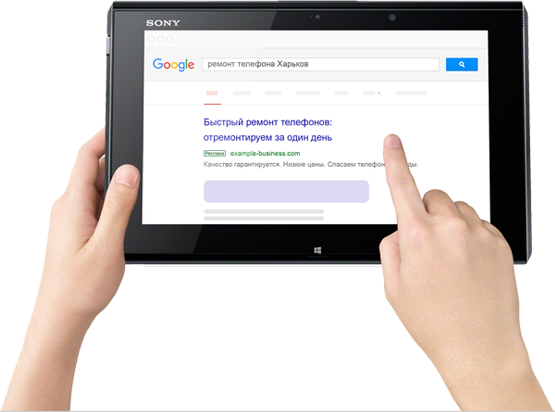 SONY
Google
ремонт телефона Харьков
Быстрый ремонт телефонов:
отремонтируем за один день
Реклама
example-business.com
Качество гарантируется. Низкие цены. Спасаем телефон